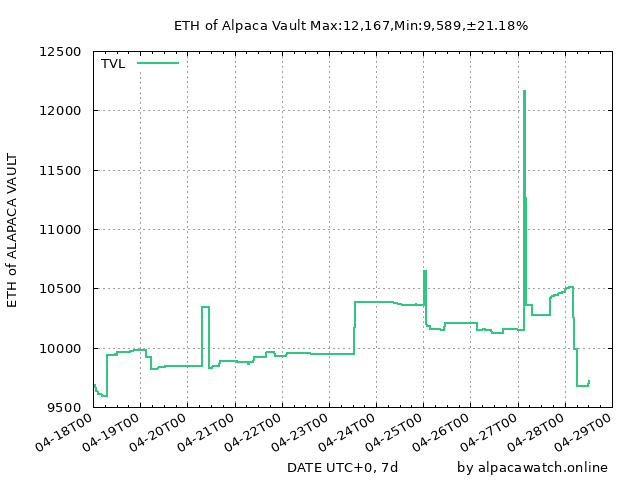 ETH of Alpaca Vault Max:12,167,Min:9,589,±21.18%
TVL
12500
12000
11500
11000
10500
10000
9500
ETH of ALAPACA VAULT
04-18T00
04-19T00
04-20T00
04-21T00
04-22T00
04-23T00
04-24T00
04-25T00
04-26T00
04-27T00
04-28T00
04-29T00
DATE UTC+0, 7d
by alpacawatch.online